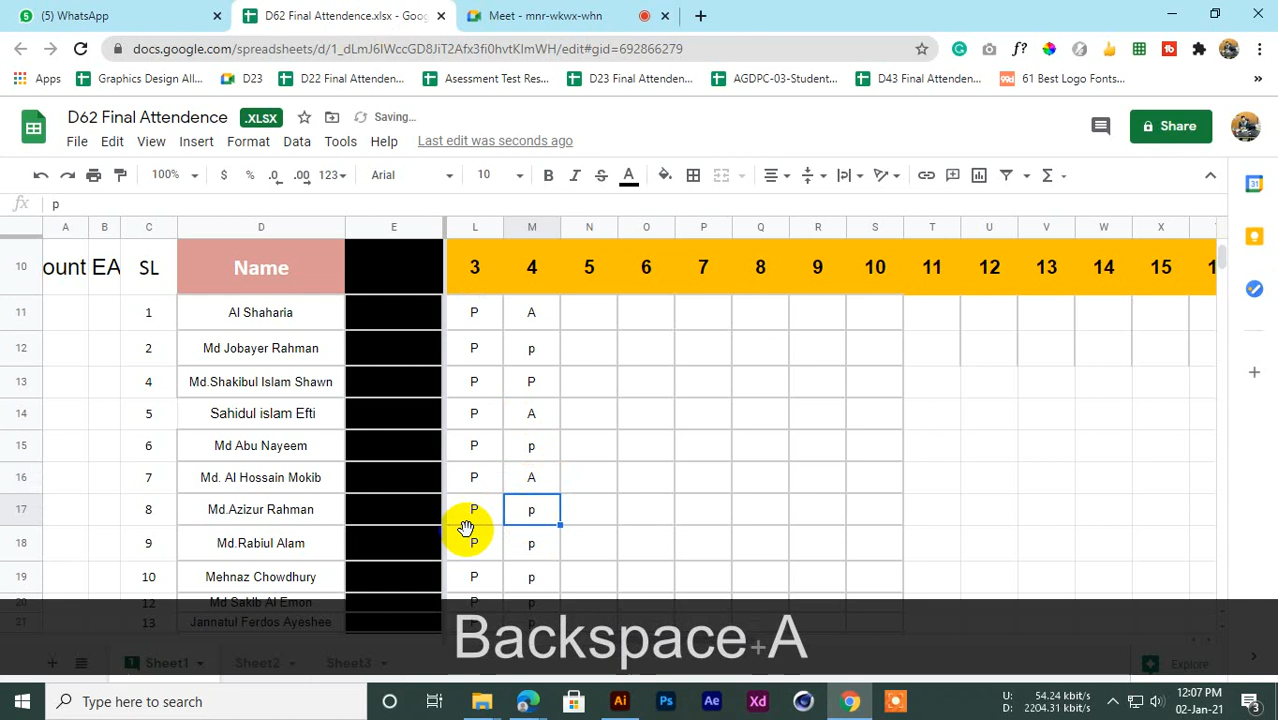 (5) WhatsApp
D62 Final Attendence.xlsx - Goog
Meet - mnr-wkwx-whn
docs.google.com/spreadsheets/d/1_dLmJ6IWccGD8JiT2Afx3fi0hvtKImWH/edit#gid=692866279
Apps
Graphics Design All...
D23
D22 Final Attenden...
Asessment Test Res...
D23 Final Attenden...
AGDPC-03-Student...
D43 Final Attenden...
61 Best Logo Fonts...
D62 Final Attendence
.XLSX
Saving...
Share
File Edit View Insert Format Data Tools Help
Last edit was seconds ago
100% $ % .0 .00 123 Arial 10 B I S A
fx p
A B C D E L M N O P Q R S T U V W X
10 ount EA SL Name 3 4 5 6 7 8 9 10 11 12 13 14 15 1
11 1 Al Shaharia P A
12 2 Md Jobayer Rahman P p
13 4 Md.Shakibul Islam Shawn P P
14 5 Sahidul islam Efti P A
15 6 Md Abu Nayeem P p
16 7 Md. Al Hossain Mokib P A
17 8 Md.Azizur Rahman P p
18 9 Md.Rabiul Alam P p
19 10 Mehnaz Chowdhury P p
20 12 Md Sakib Al Emon P p
21 13 Jannatul Ferdos Ayeshee P p
Backspace+A
Sheet1 Sheet2 Sheet3
Explore
Type here to search
Ai Ps Ae Xd
U: 54.24 kbit/s
D: 2204.31 kbit/s
12:07 PM
02-Jan-21
3